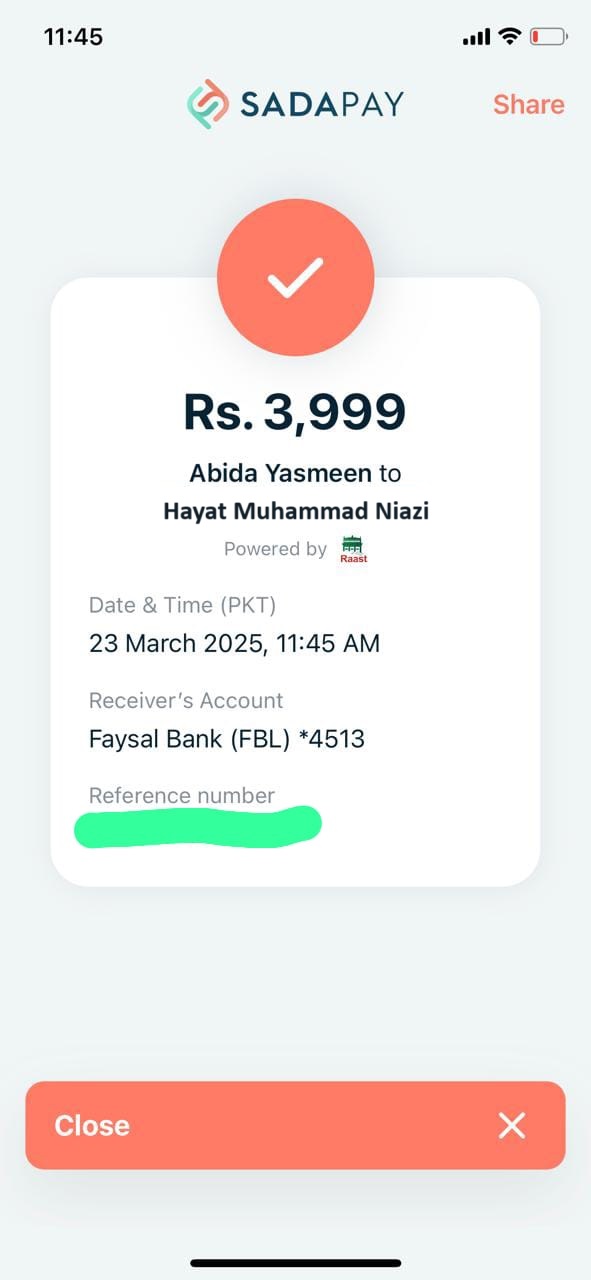 11:45
SADAPAY
Share
Rs. 3,999
Abida Yasmeen to
Hayat Muhammad Niazi
Powered by Raast
Date & Time (PKT)
23 March 2025, 11:45 AM
Receiver's Account
Faysal Bank (FBL) *4513
Reference number
Close